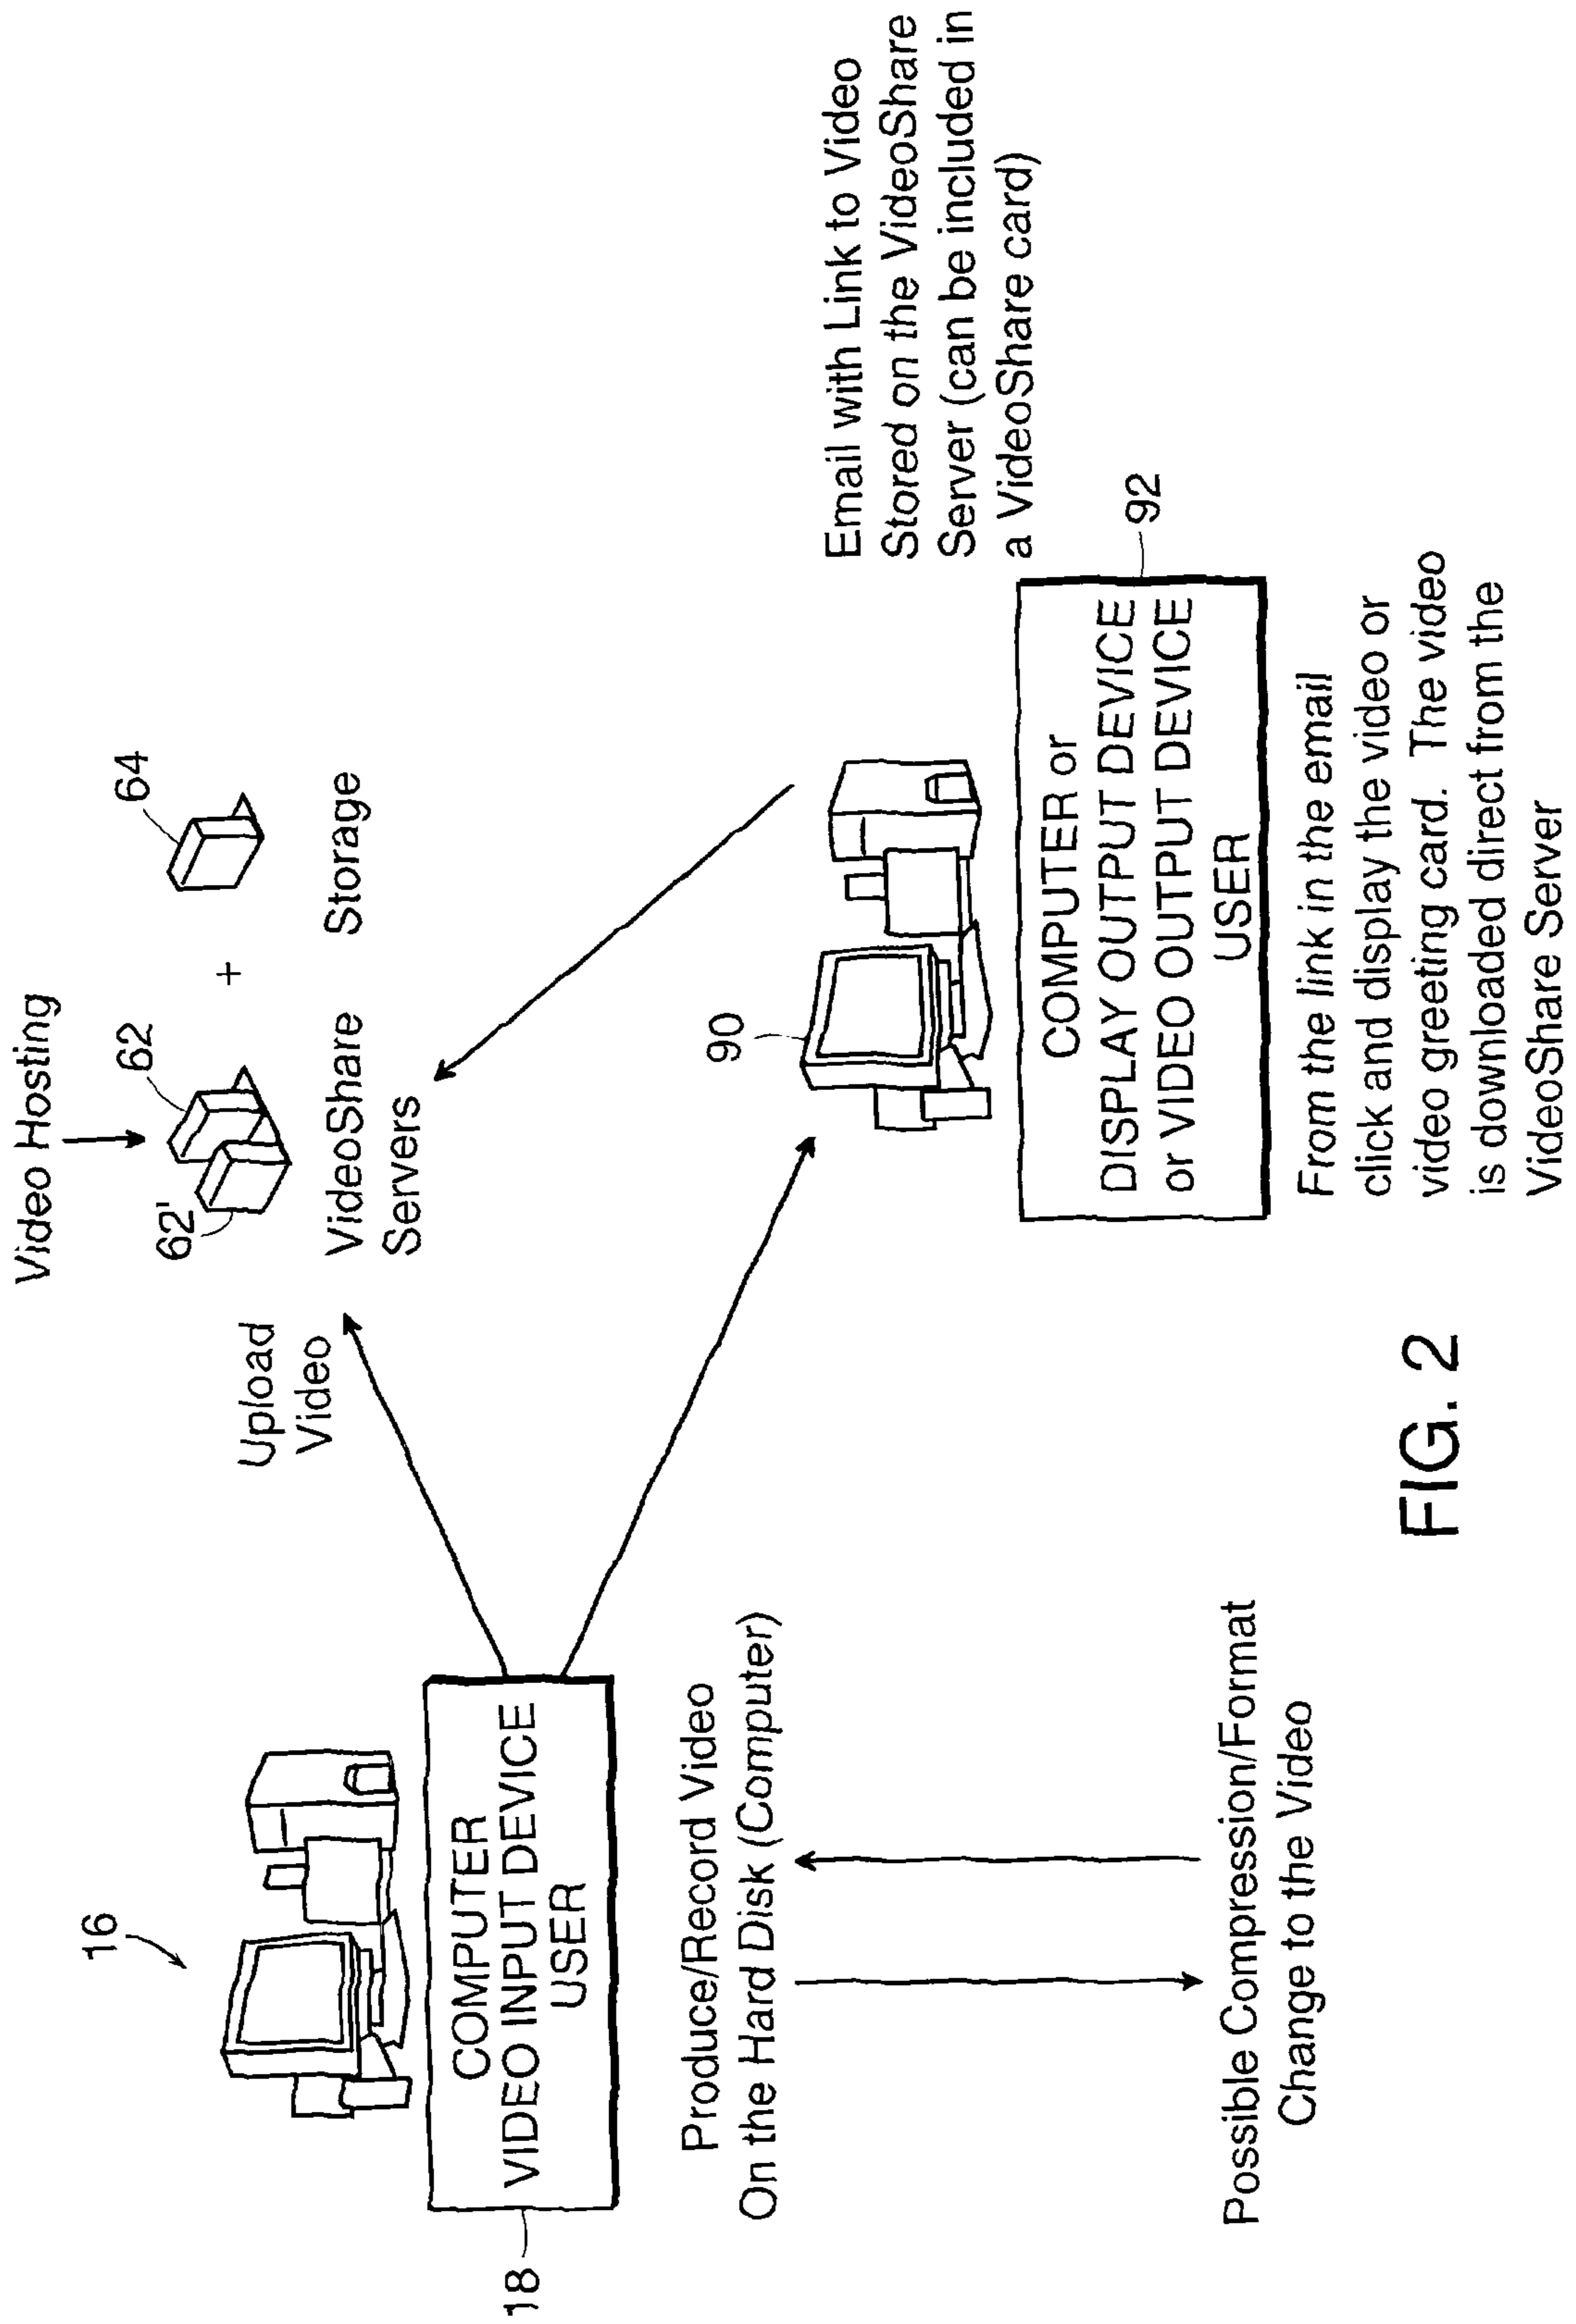 Video Hosting
62'
62
+
64
VideoShare
Servers
Storage
Upload
Video
16
COMPUTER
VIDEO INPUT DEVICE
USER
18
Produce/Record Video
On the Hard Disk (Computer)
Possible Compression/Format
Change to the Video
90
Email with Link to Video
Stored on the VideoShare
Server (can be included in
a VideoShare card)
COMPUTER or
DISPLAY OUTPUT DEVICE
or VIDEO OUTPUT DEVICE
USER
92
From the link in the email
click and display the video or
video greeting card. The video
is downloaded direct from the
VideoShare Server
FIG. 2